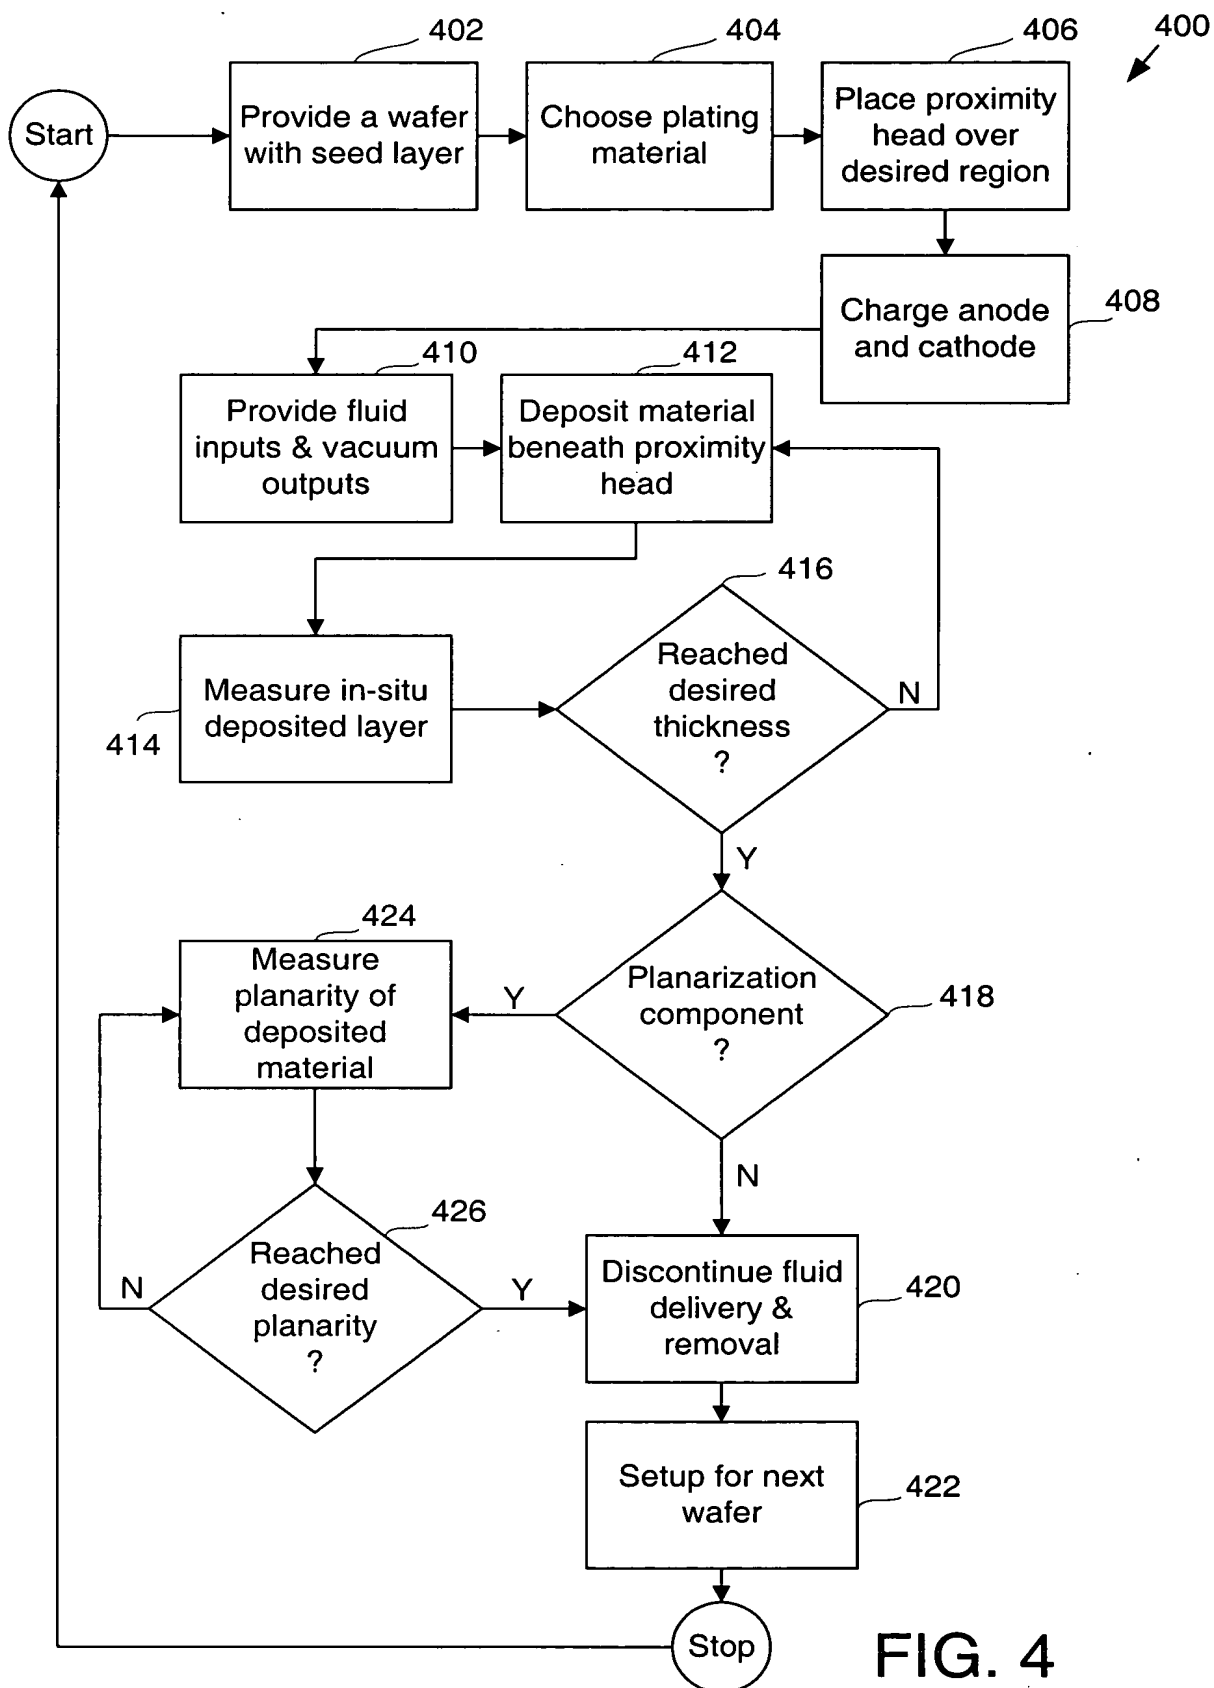 402
404
406
400
Start
Provide a wafer
with seed layer
Choose plating
material
Place proximity
head over
desired region
Charge anode
and cathode
408
410
412
Provide fluid
inputs & vacuum
outputs
Deposit material
beneath proximity
head
416
Measure in-situ
deposited layer
414
Reached
desired
thickness
?
N
Y
424
Measure
planarity of
deposited
material
Y
Planarization
component
?
418
N
426
Reached
desired
planarity
?
N
Y
Discontinue fluid
delivery &
removal
420
Setup for next
wafer
422
Stop
FIG. 4